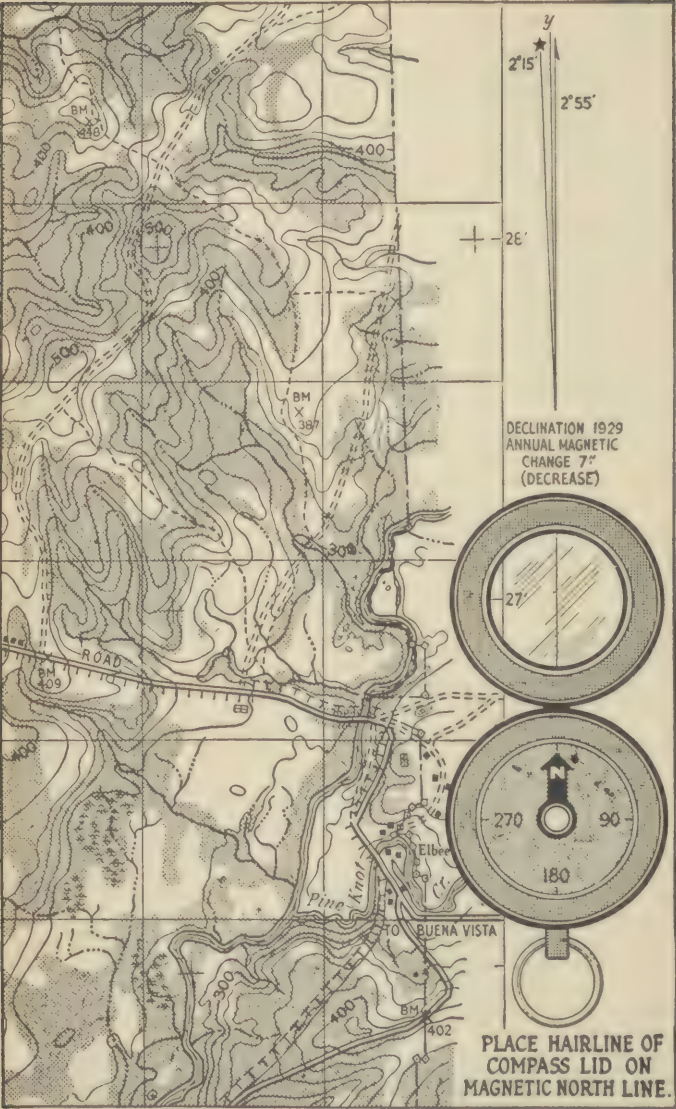 y
2°15'
2°55'
BM
448
400
400
400
500
26'
400
500
BM
387
DECLINATION 1929
ANNUAL MAGNETIC
CHANGE 7"
(DECREASE)
300
27'
ROAD
BM
409
400
N
270
90
180
Elbee
Pine Knot
Cr.
TO BUENA VISTA
300
400
BM
402
PLACE HAIRLINE OF
COMPASS LID ON
MAGNETIC NORTH LINE.